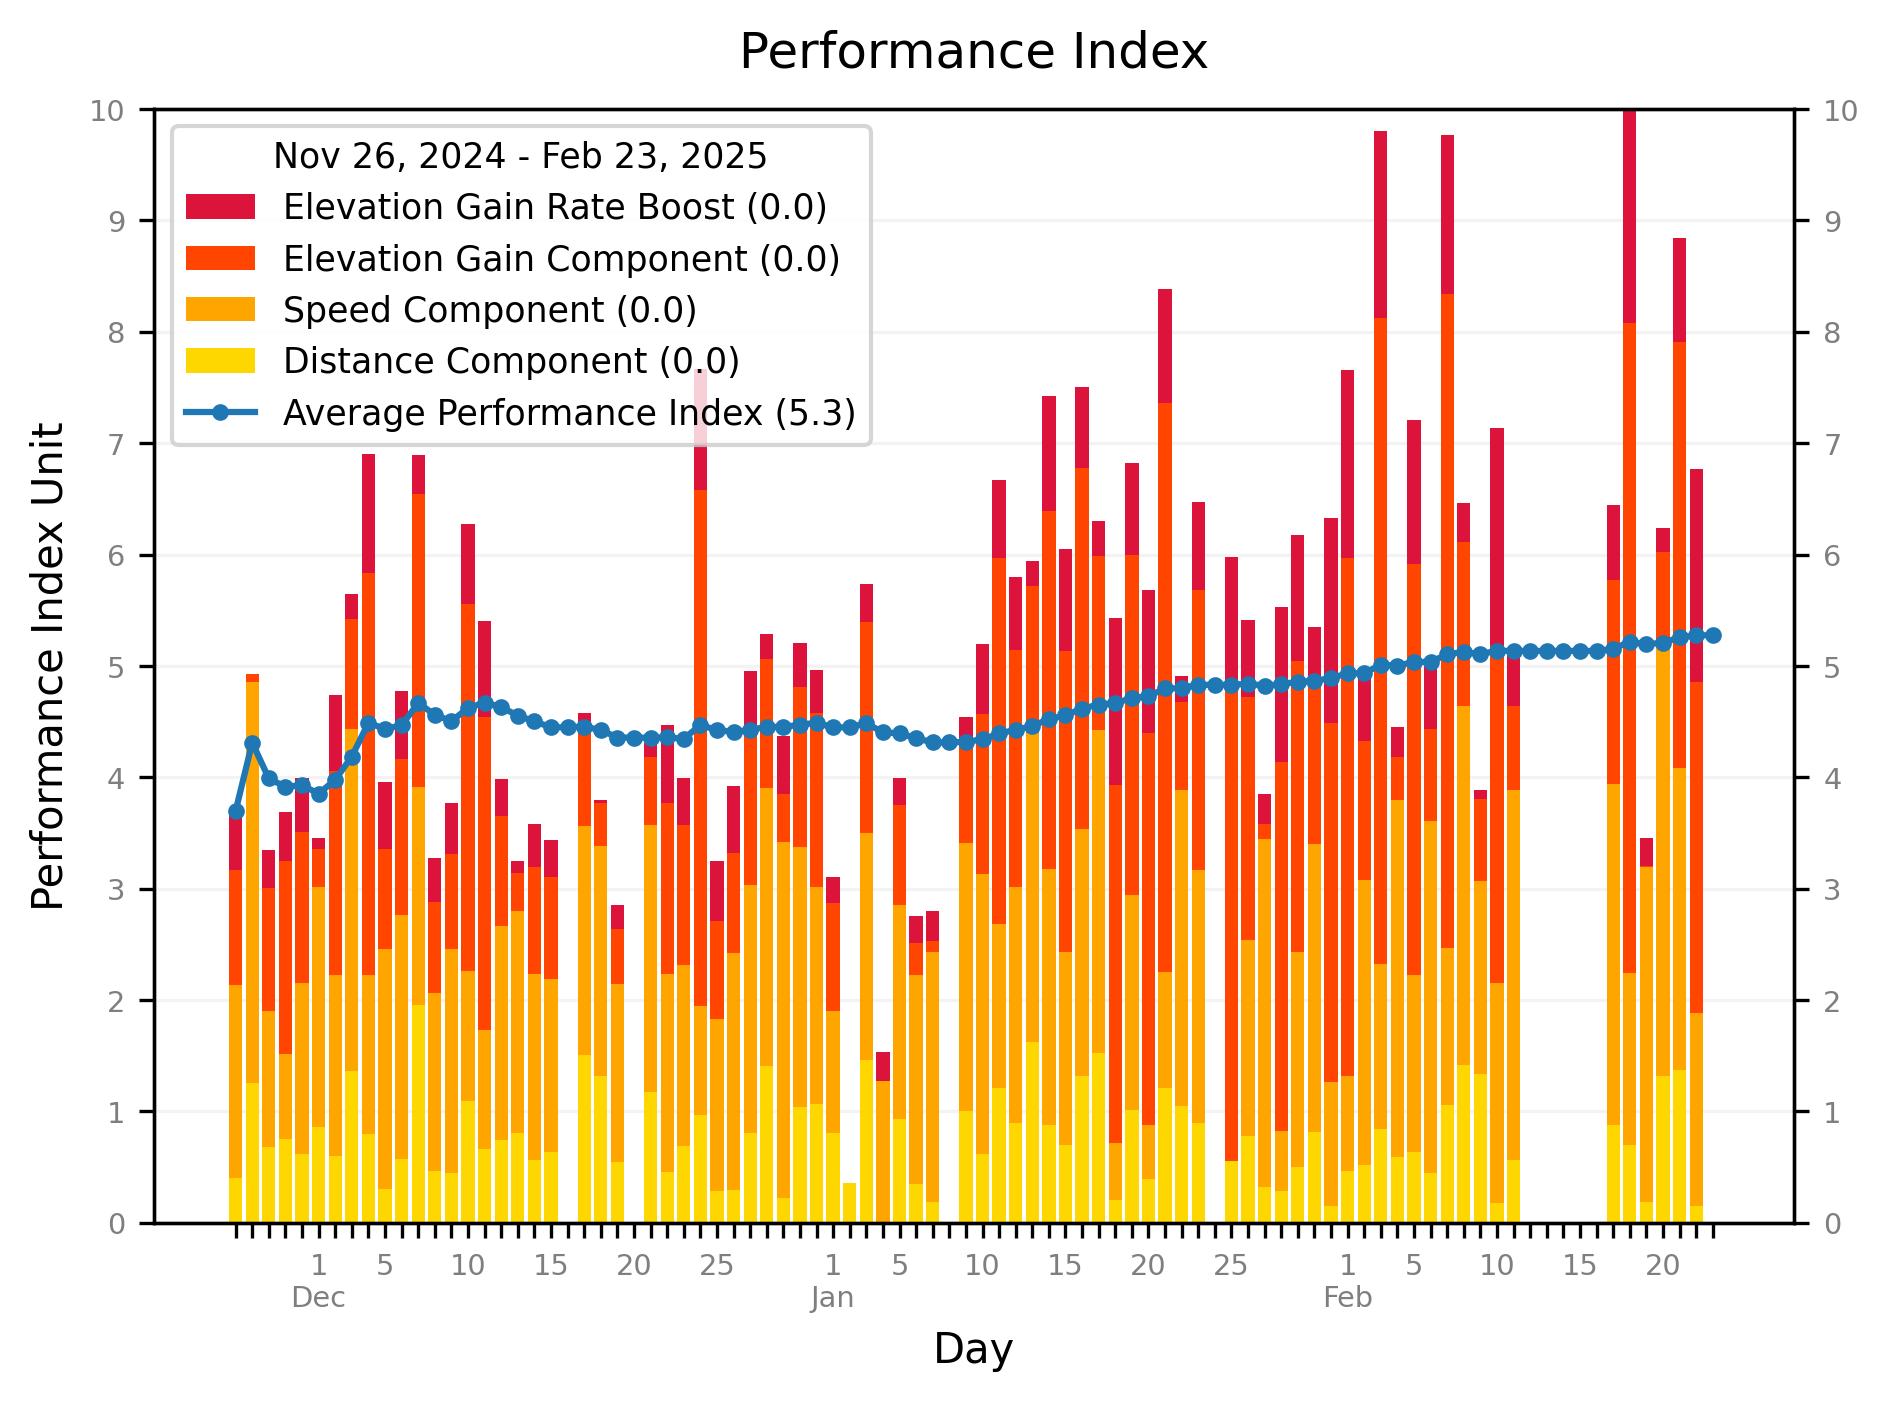 Performance Index
Nov 26, 2024 - Feb 23, 2025
Elevation Gain Rate Boost (0.0)
Elevation Gain Component (0.0)
Speed Component (0.0)
Distance Component (0.0)
Average Performance Index (5.3)
Performance Index Unit
10
9
8
7
6
5
4
3
2
1
0
10
9
8
7
6
5
4
3
2
1
0
1 5 10 15 20 25 1 5 10 15 20 25 1 5 10 15 20
Dec Jan Feb
Day